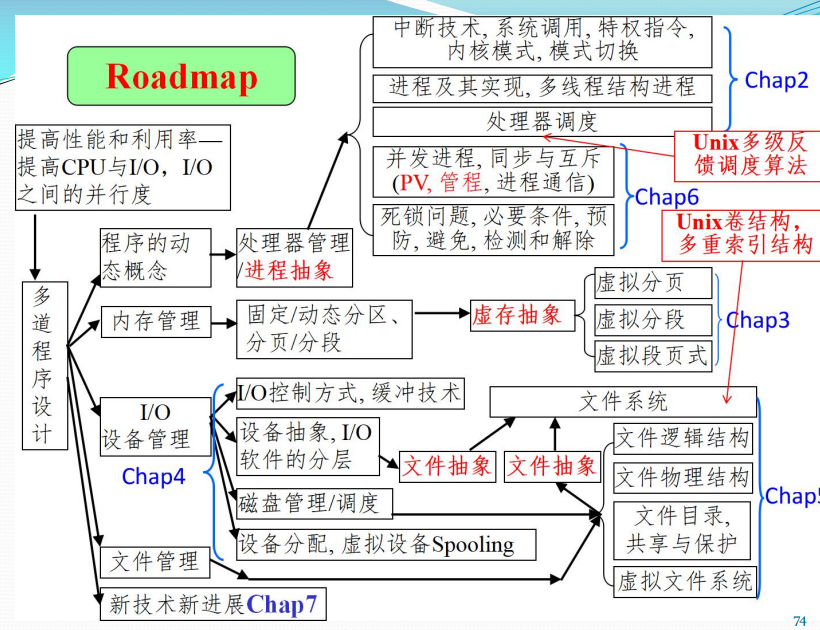 Roadmap
中断技术, 系统调用, 特权指令,
内核模式, 模式切换
进程及其实现, 多线程结构进程
处理器调度
Chap2
提高性能和利用率—
提高CPU与I/O，I/O
之间的并行度
Unix多级反
馈调度算法
并发进程, 同步与互斥
(PV, 管程, 进程通信)
死锁问题, 必要条件, 预
防, 避免, 检测和解除
Chap6
Unix卷结构，
多重索引结构
程序的动
态概念
处理器管理
/进程抽象
多道程序设计
内存管理
固定/动态分区、
分页/分段
虚存抽象
虚拟分页
虚拟分段
虚拟段页式
Chap3
I/O
设备管理
Chap4
I/O控制方式, 缓冲技术
设备抽象, I/O
软件的分层
磁盘管理/调度
设备分配, 虚拟设备Spooling
文件抽象
文件抽象
文件系统
文件逻辑结构
文件物理结构
文件目录,
共享与保护
虚拟文件系统
Chap5
文件管理
新技术新进展Chap7
74